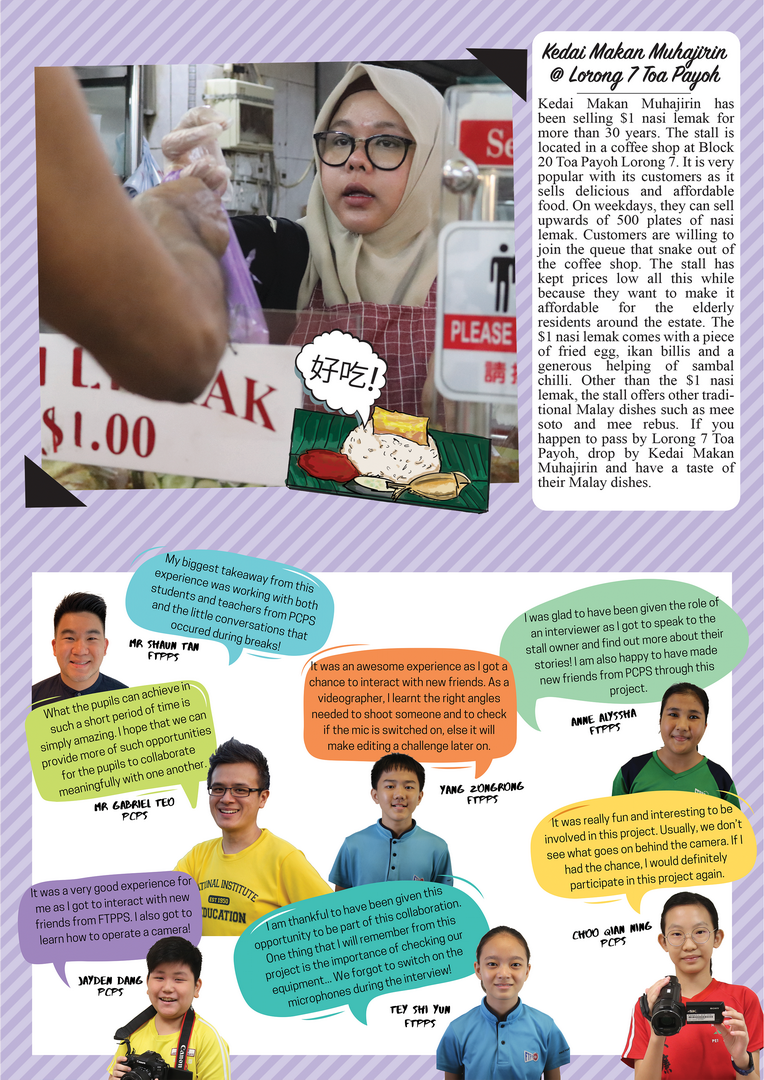 Kedai Makan Muhajirin
@ Lorong 7 Toa Payoh
Kedai Makan Muhajirin has
been selling $1 nasi lemak for
more than 30 years. The stall is
located in a coffee shop at Block
20 Toa Payoh Lorong 7. It is very
popular with its customers as it
sells delicious and affordable
food. On weekdays, they can sell
upwards of 500 plates of nasi
lemak. Customers are willing to
join the queue that snake out of
the coffee shop. The stall has
kept prices low all this while
because they want to make it
affordable for the elderly
residents around the estate. The
$1 nasi lemak comes with a piece
of fried egg, ikan billis and a
generous helping of sambal
chilli. Other than the $1 nasi
lemak, the stall offers other tradi-
tional Malay dishes such as mee
soto and mee rebus. If you
happen to pass by Lorong 7 Toa
Payoh, drop by Kedai Makan
Muhajirin and have a taste of
their Malay dishes.
Se
PLEASE
請
AK
$1.00
好吃!
My biggest takeaway from this
experience was working with both
students and teachers from PCPS
and the little conversations that
occured during breaks!
MR SHAUN TAN
FTPPS
I was glad to have been given the role of
an interviewer as I got to speak to the
stall owner and find out more about their
stories! I am also happy to have made
new friends from PCPS through this
project.
ANNE ALYSSHA
FTPPS
It was an awesome experience as I got a
chance to interact with new friends. As a
videographer, I learnt the right angles
needed to shoot someone and to check
if the mic is switched on, else it will
make editing a challenge later on.
YANG ZONGRONG
FTPPS
What the pupils can achieve in
such a short period of time is
simply amazing. I hope that we can
provide more of such opportunities
for the pupils to collaborate
meaningfully with one another.
MR GABRIEL TEO
PCPS
It was really fun and interesting to be
involved in this project. Usually, we don't
see what goes on behind the camera. If I
had the chance, I would definitely
participate in this project again.
CHOO QIAN NING
PCPS
It was a very good experience for
me as I got to interact with new
friends from FTPPS. I also got to
learn how to operate a camera!
JAYDEN DANG
PCPS
I am thankful to have been given this
opportunity to be part of this collaboration.
One thing that I will remember from this
project is the importance of checking our
equipment... We forgot to switch on the
microphones during the interview!
TEY SHI YUN
FTPPS
TIONAL INSTITUTE
EST 1950
DUCATION
Canon